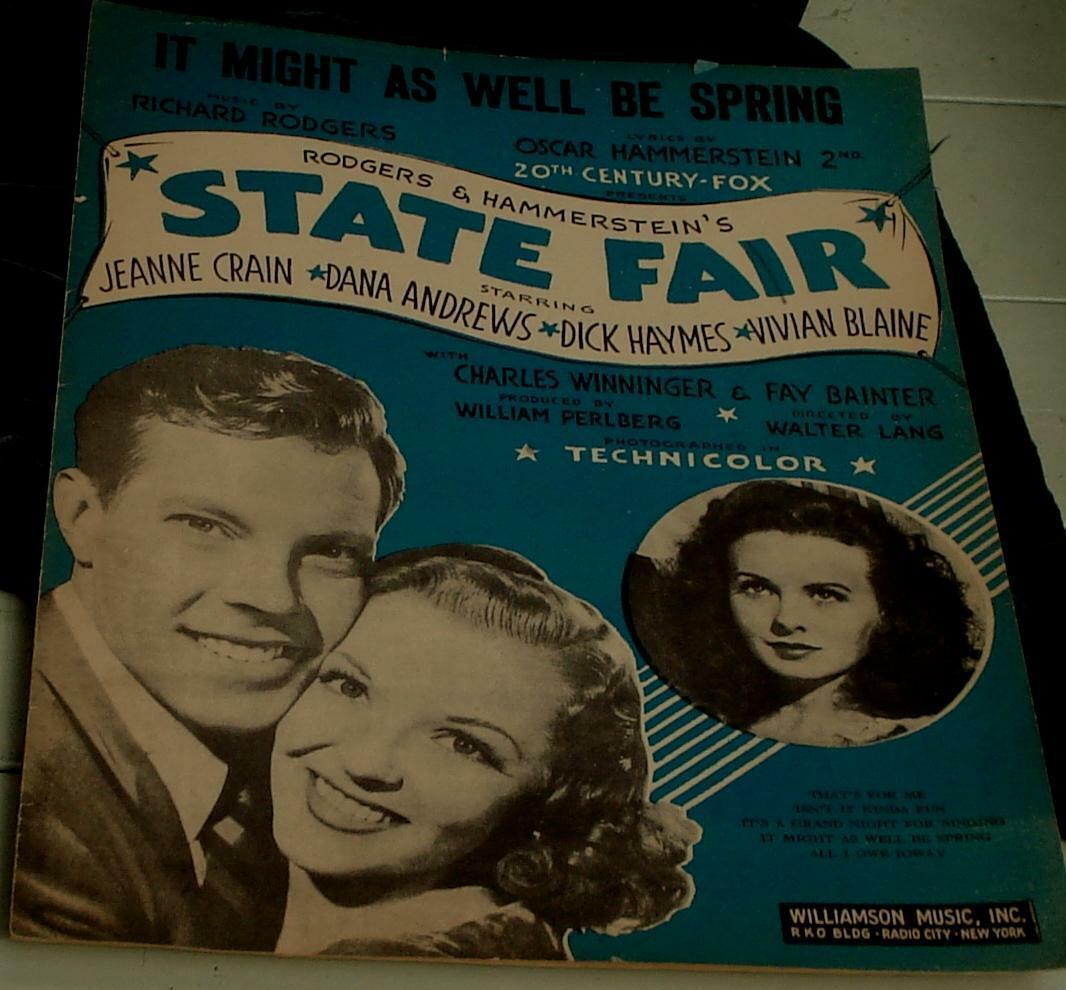 IT MIGHT AS WELL BE SPRING
MUSIC BY
RICHARD RODGERS
LYRICS BY
OSCAR HAMMERSTEIN 2ND.
20TH CENTURY-FOX
PRESENTS
RODGERS & HAMMERSTEIN'S
STATE FAIR
STARRING
JEANNE CRAIN ★ DANA ANDREWS ★ DICK HAYMES ★ VIVIAN BLAINE
WITH
CHARLES WINNINGER & FAY BAINTER
PRODUCED BY
WILLIAM PERLBERG
DIRECTED BY
WALTER LANG
PHOTOGRAPHED IN
★ TECHNICOLOR ★
THAT'S FOR ME
ISN'T IT KINDA FUN
IT'S A GRAND NIGHT FOR SINGING
IT MIGHT AS WELL BE SPRING
ALL I OWE IOWAY
WILLIAMSON MUSIC, INC.
RKO BLDG · RADIO CITY · NEW YORK